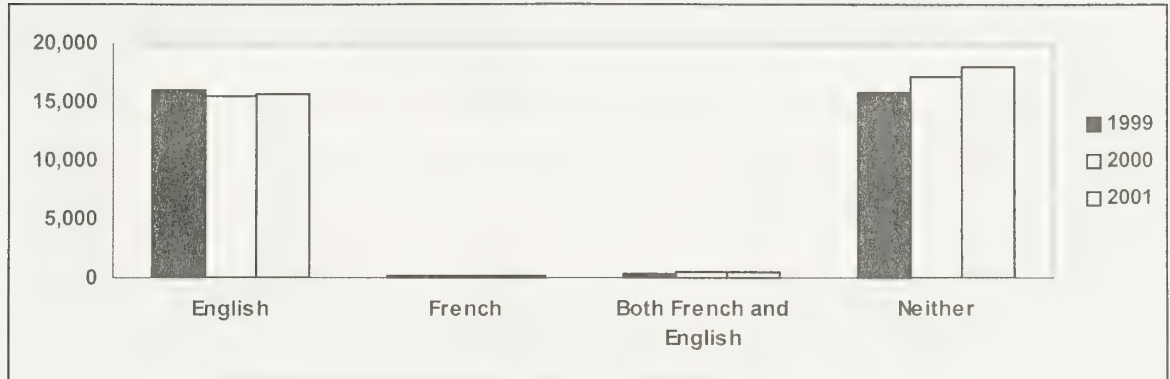 20,000
15,000
10,000
5,000
0
English
French
Both French and
English
Neither
1999
2000
2001